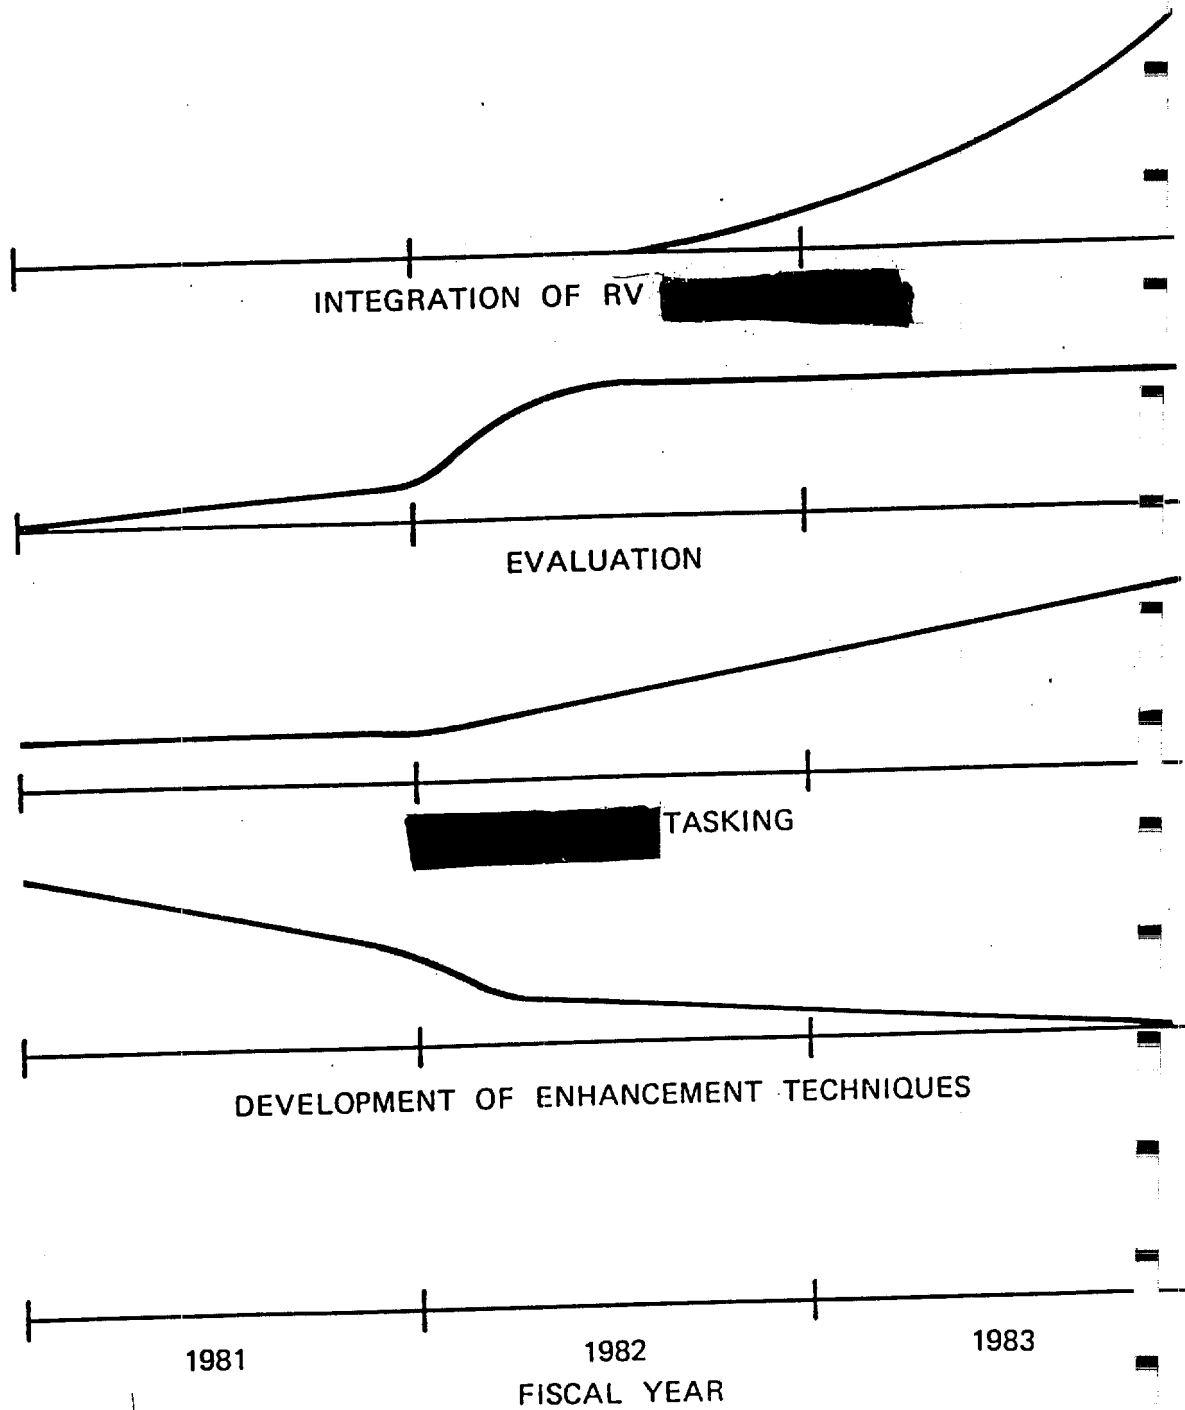 INTEGRATION OF RV
EVALUATION
TASKING
DEVELOPMENT OF ENHANCEMENT TECHNIQUES
1981 1982 1983
FISCAL YEAR